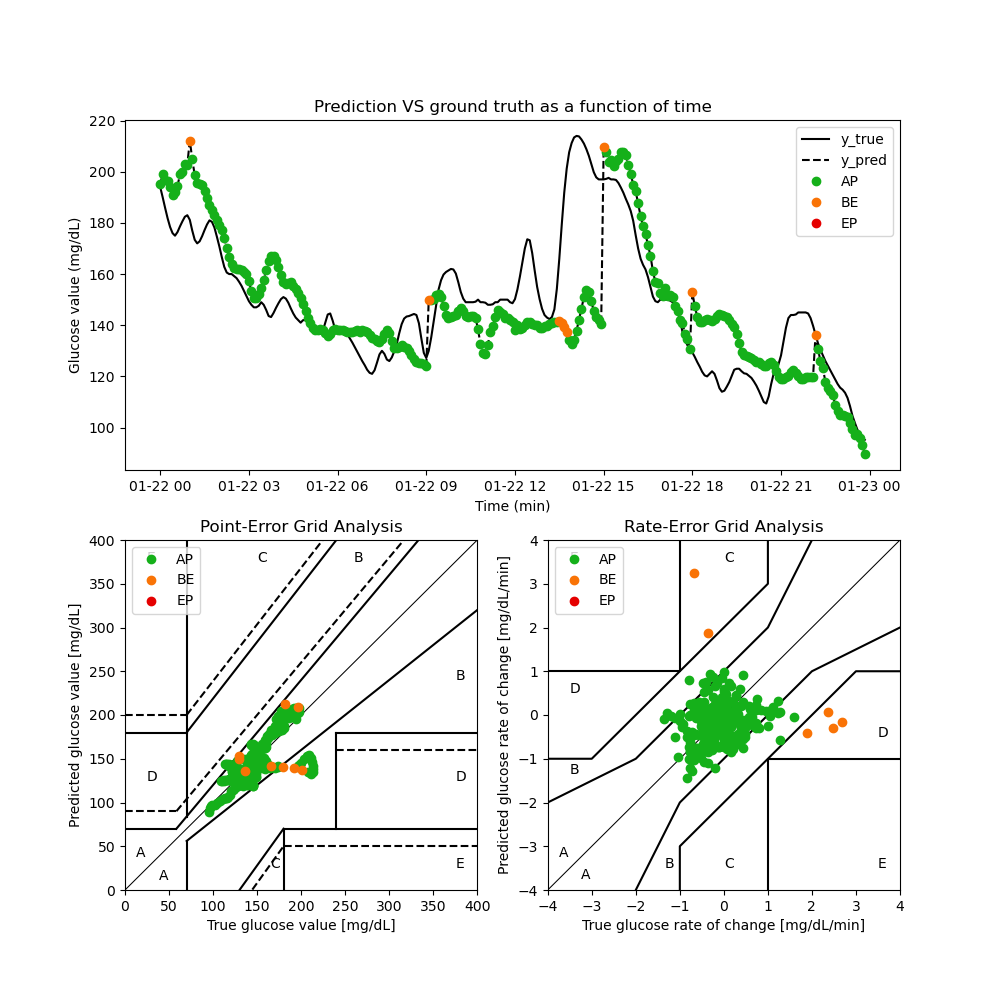 Prediction VS ground truth as a function of time
Glucose value (mg/dL)
220
200
180
160
140
120
100
y_true
y_pred
AP
BE
EP
01-22 00 01-22 03 01-22 06 01-22 09 01-22 12 01-22 15 01-22 18 01-22 21 01-23 00
Time (min)
Point-Error Grid Analysis
Predicted glucose value [mg/dL]
400
350
300
250
200
150
100
50
0
AP
BE
EP
C
B
B
D
D
A
A
C
E
0 50 100 150 200 250 300 350 400
True glucose value [mg/dL]
Rate-Error Grid Analysis
Predicted glucose rate of change [mg/dL/min]
4
3
2
1
0
−1
−2
−3
−4
AP
BE
EP
C
D
D
B
A
A
B
C
E
−4 −3 −2 −1 0 1 2 3 4
True glucose rate of change [mg/dL/min]